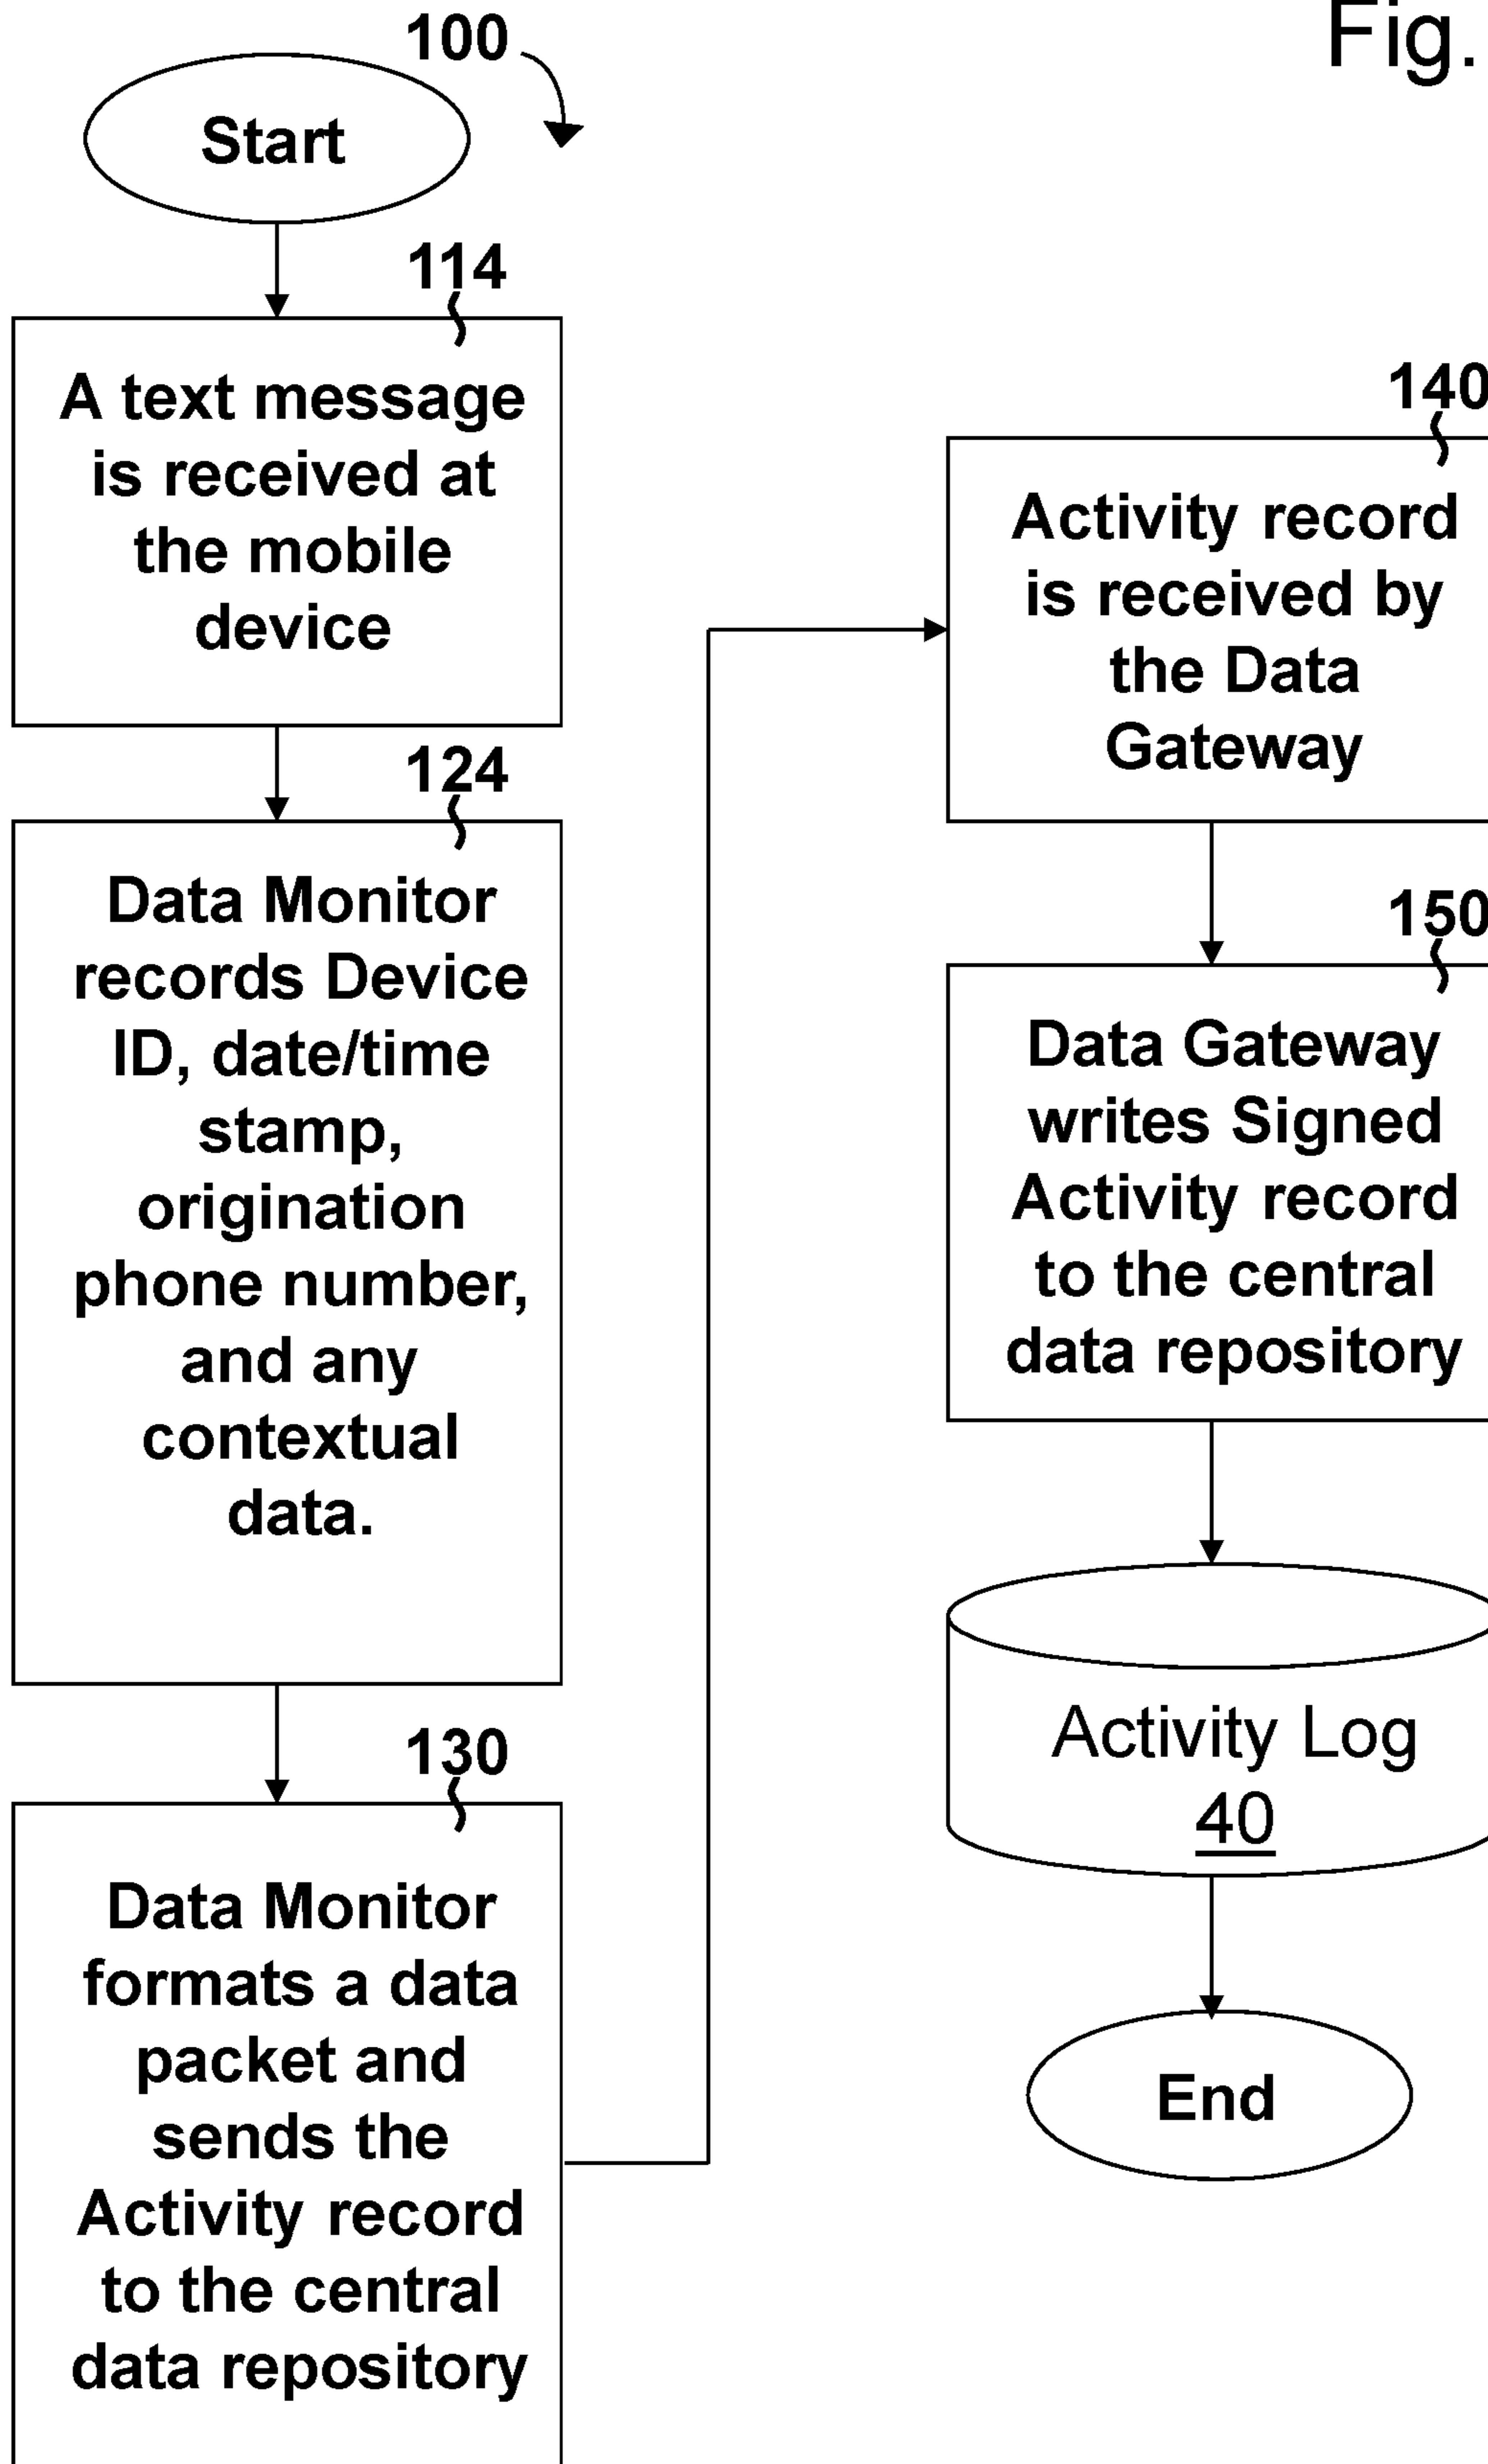 100
Fig.
Start
114
A text message
is received at
the mobile
device
124
Data Monitor
records Device
ID, date/time
stamp,
origination
phone number,
and any
contextual
data.
130
Data Monitor
formats a data
packet and
sends the
Activity record
to the central
data repository
140
Activity record
is received by
the Data
Gateway
150
Data Gateway
writes Signed
Activity record
to the central
data repository
Activity Log
40
End